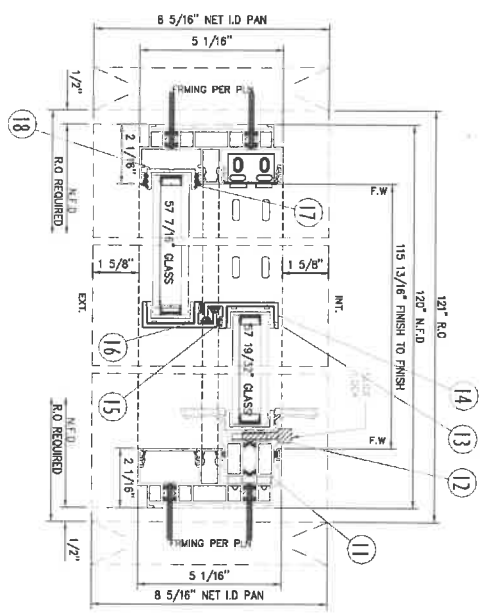 8 5/16" NET I.D PAN
5 1/16"
1/2"
FRMING PER PLN
18
2 1/16"
R.O REQUIRED
N.F.D
17
F.W
57 7/16" GLASS
1 5/8"
1 5/8"
EXT.
INT.
115 13/16" FINISH TO FINISH
120" N.F.D
121" R.O
16
15
57 19/32" GLASS
14
13
12
F.W
11
N.F.D
R.O REQUIRED
2 1/16"
1/2"
FRMING PER PLN
5 1/16"
8 5/16" NET I.D PAN